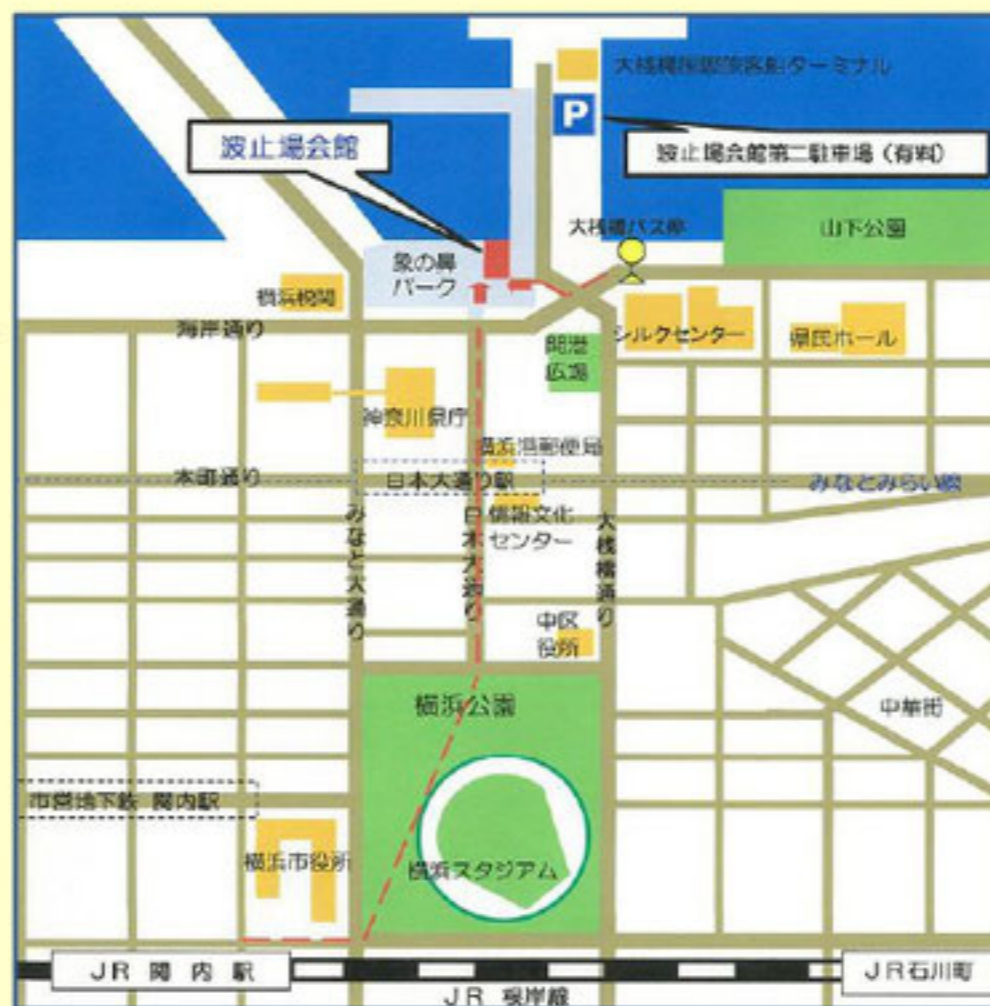 大桟橋国際旅客船ターミナル
P
波止場会館
波止場会館第二駐車場（有料）
大桟橋バス停
山下公園
象の鼻
パーク
横浜税関
海岸通り
シルクセンター
県民ホール
開港
広場
神奈川県庁
横浜港郵便局
本町通り
日本大通り駅
みなとみらい線
情報文化
センター
みなと大通り
日本大通り
大桟橋通り
中区
役所
横浜公園
中華街
市営地下鉄 関内駅
横浜市役所
横浜スタジアム
JR 関内駅
JR石川町
JR 根岸線